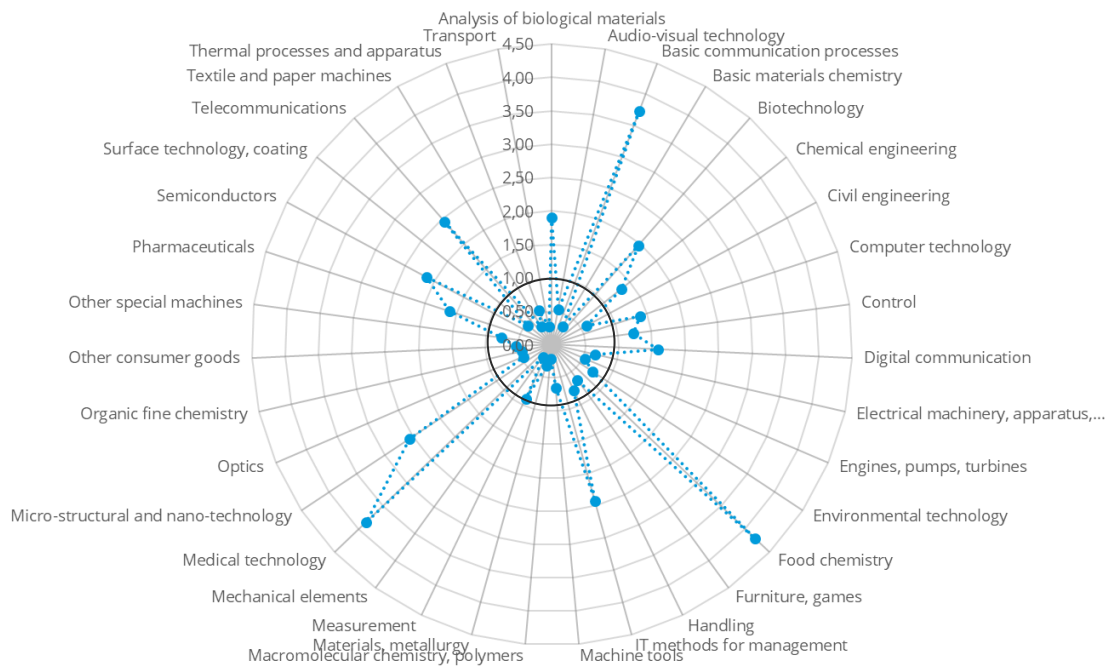 Analysis of biological materials
Transport
Audio-visual technology
Thermal processes and apparatus
4,50
Basic communication processes
Textile and paper machines
4,00
Basic materials chemistry
Telecommunications
3,50
Biotechnology
Surface technology, coating
3,00
Chemical engineering
2,50
Semiconductors
2,00
Civil engineering
Pharmaceuticals
1,50
Computer technology
1,00
Other special machines
0,50
Control
Other consumer goods
0,00
Digital communication
Organic fine chemistry
Electrical machinery, apparatus,...
Optics
Engines, pumps, turbines
Micro-structural and nano-technology
Environmental technology
Medical technology
Food chemistry
Mechanical elements
Furniture, games
Measurement
Handling
Materials, metallurgy
IT methods for management
Macromolecular chemistry, polymers
Machine tools